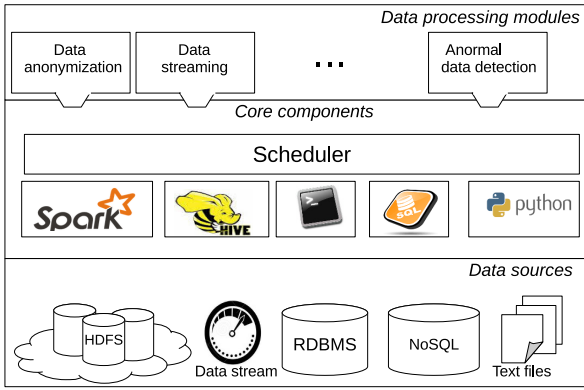 Data processing modules
Data
anonymization
Data
streaming
...
Anormal
data detection
Core components
Scheduler
Spark
HIVE
>_
SQL
python
Data sources
HDFS
Data stream
RDBMS
NoSQL
Text files